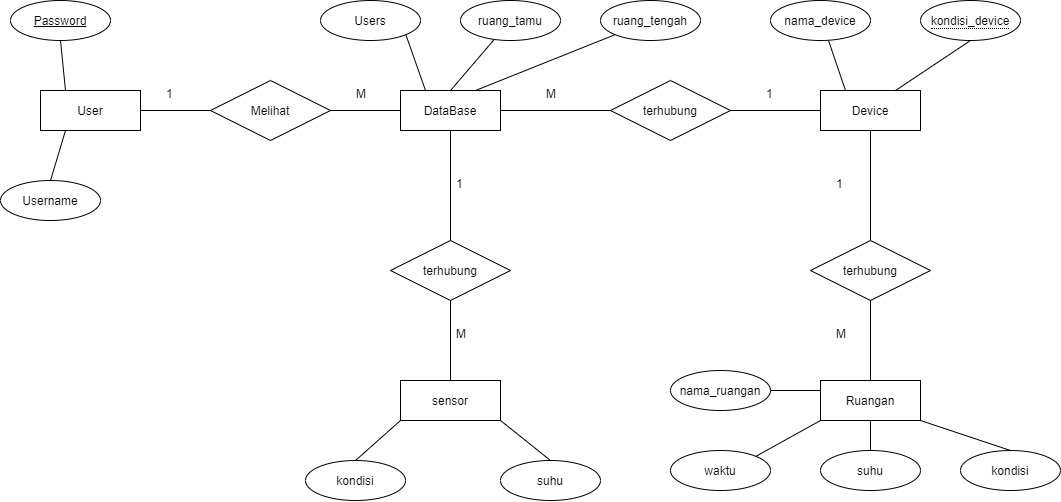 Password
Users
ruang_tamu
ruang_tengah
nama_device
kondisi_device
User
1
Melihat
M
DataBase
M
terhubung
1
Device
Username
1
1
terhubung
terhubung
M
M
nama_ruangan
sensor
Ruangan
kondisi
suhu
waktu
suhu
kondisi